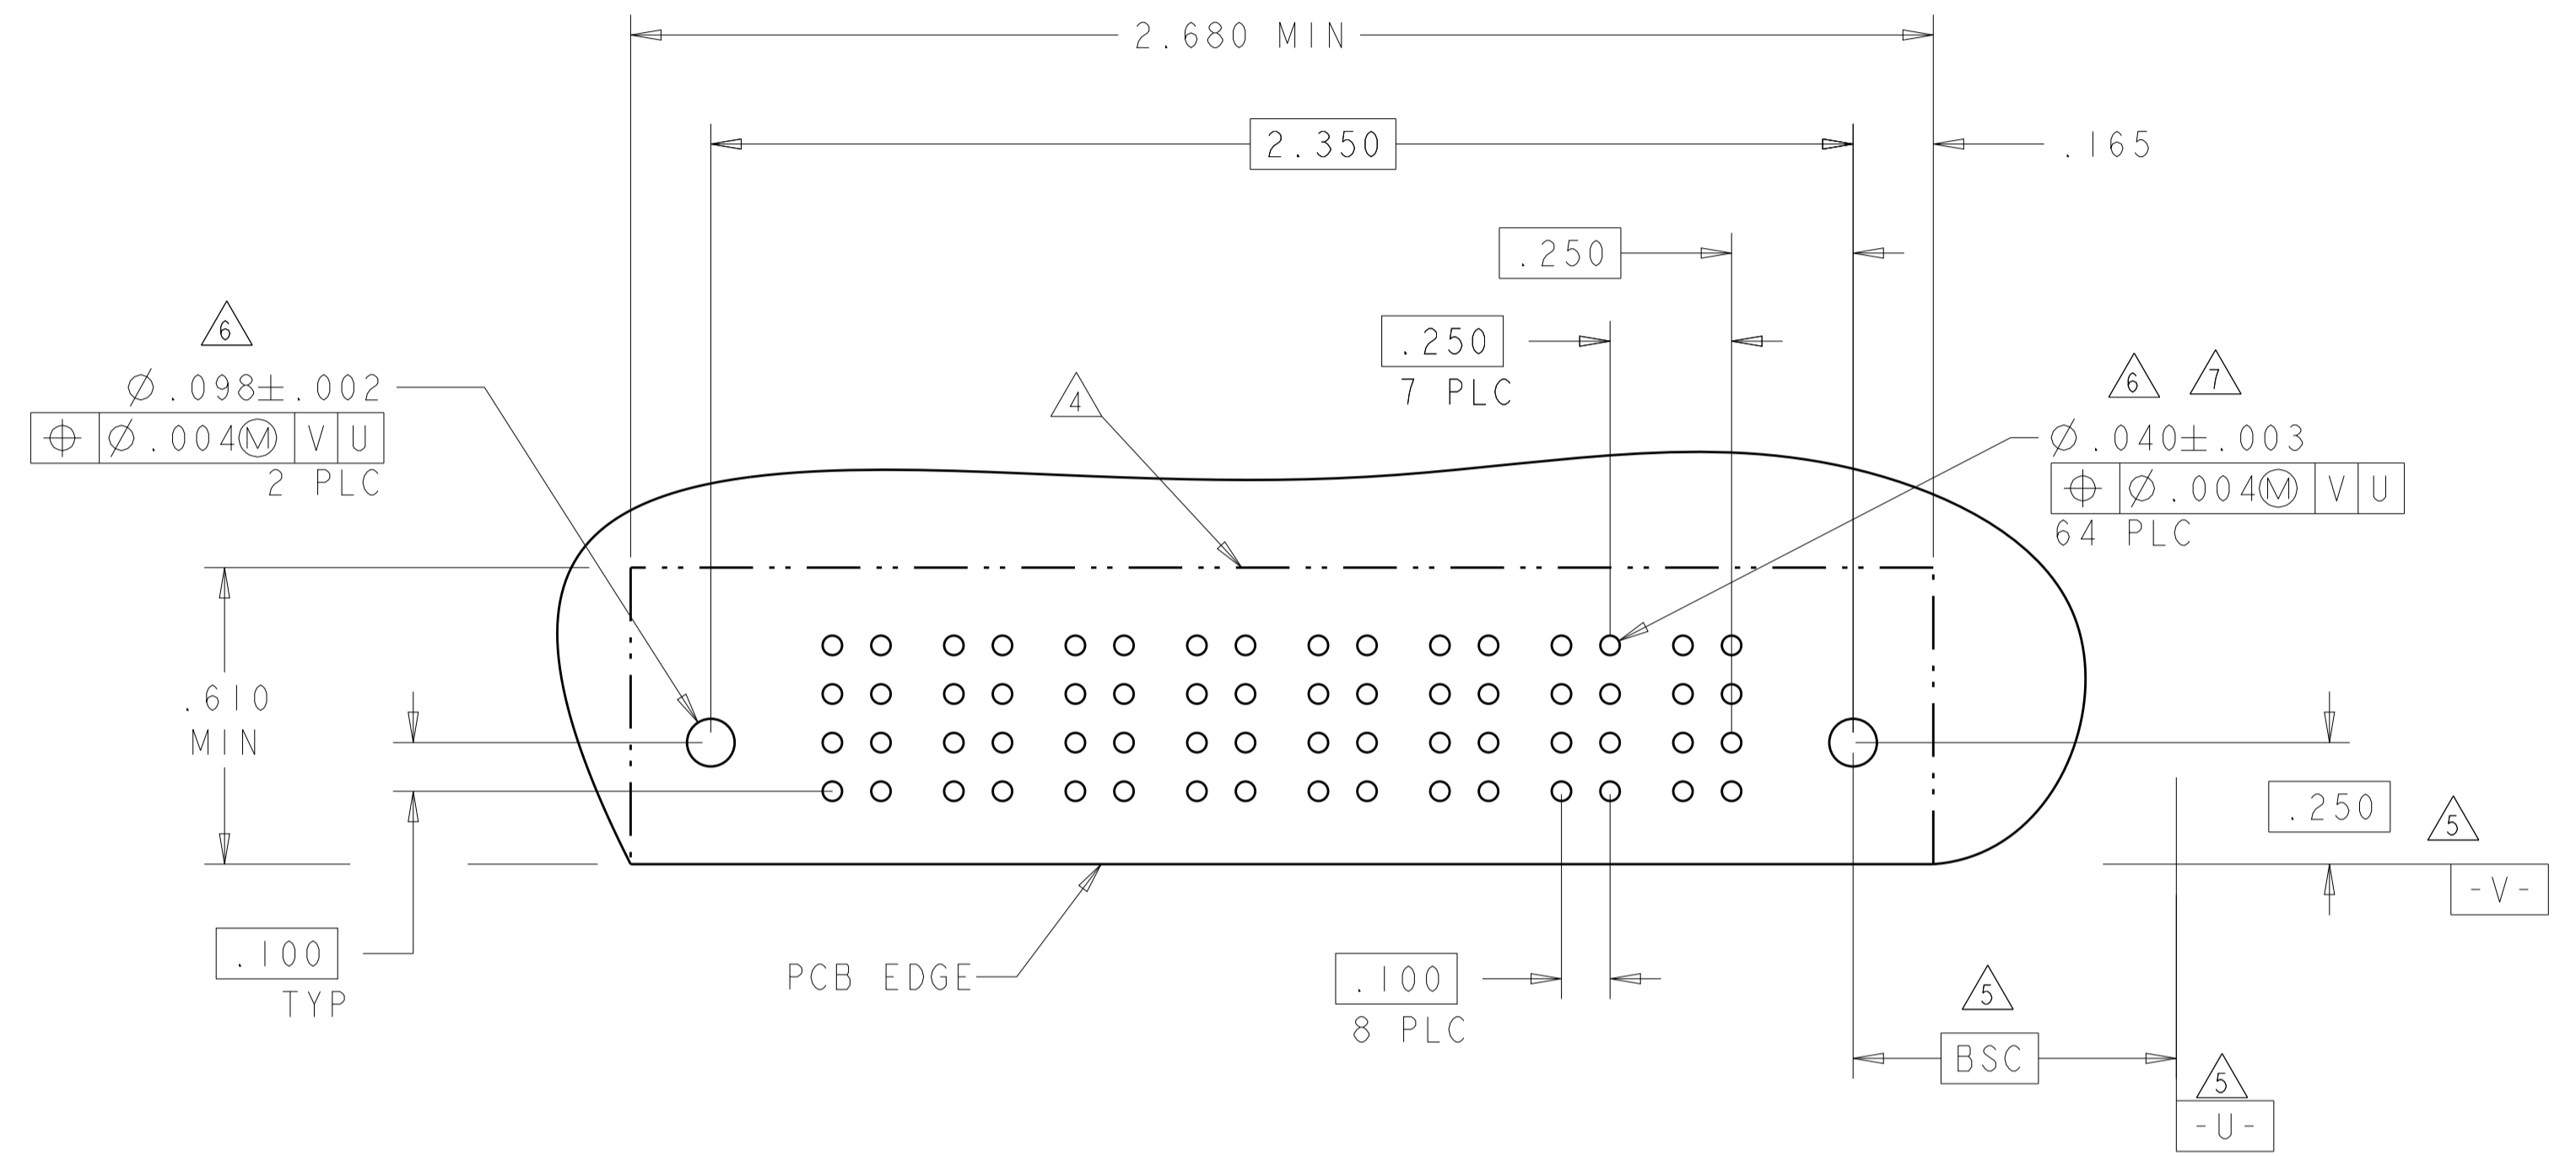 2.680 MIN
2.350
.165
.250
.250
7 PLC
6
Ø.098±.002
⌖ Ø.004Ⓜ V U
2 PLC
4
6 7
Ø.040±.003
⌖ Ø.004Ⓜ V U
64 PLC
.610
MIN
.250
5
-V-
.100
TYP
PCB EDGE
.100
8 PLC
5
BSC
5
-U-